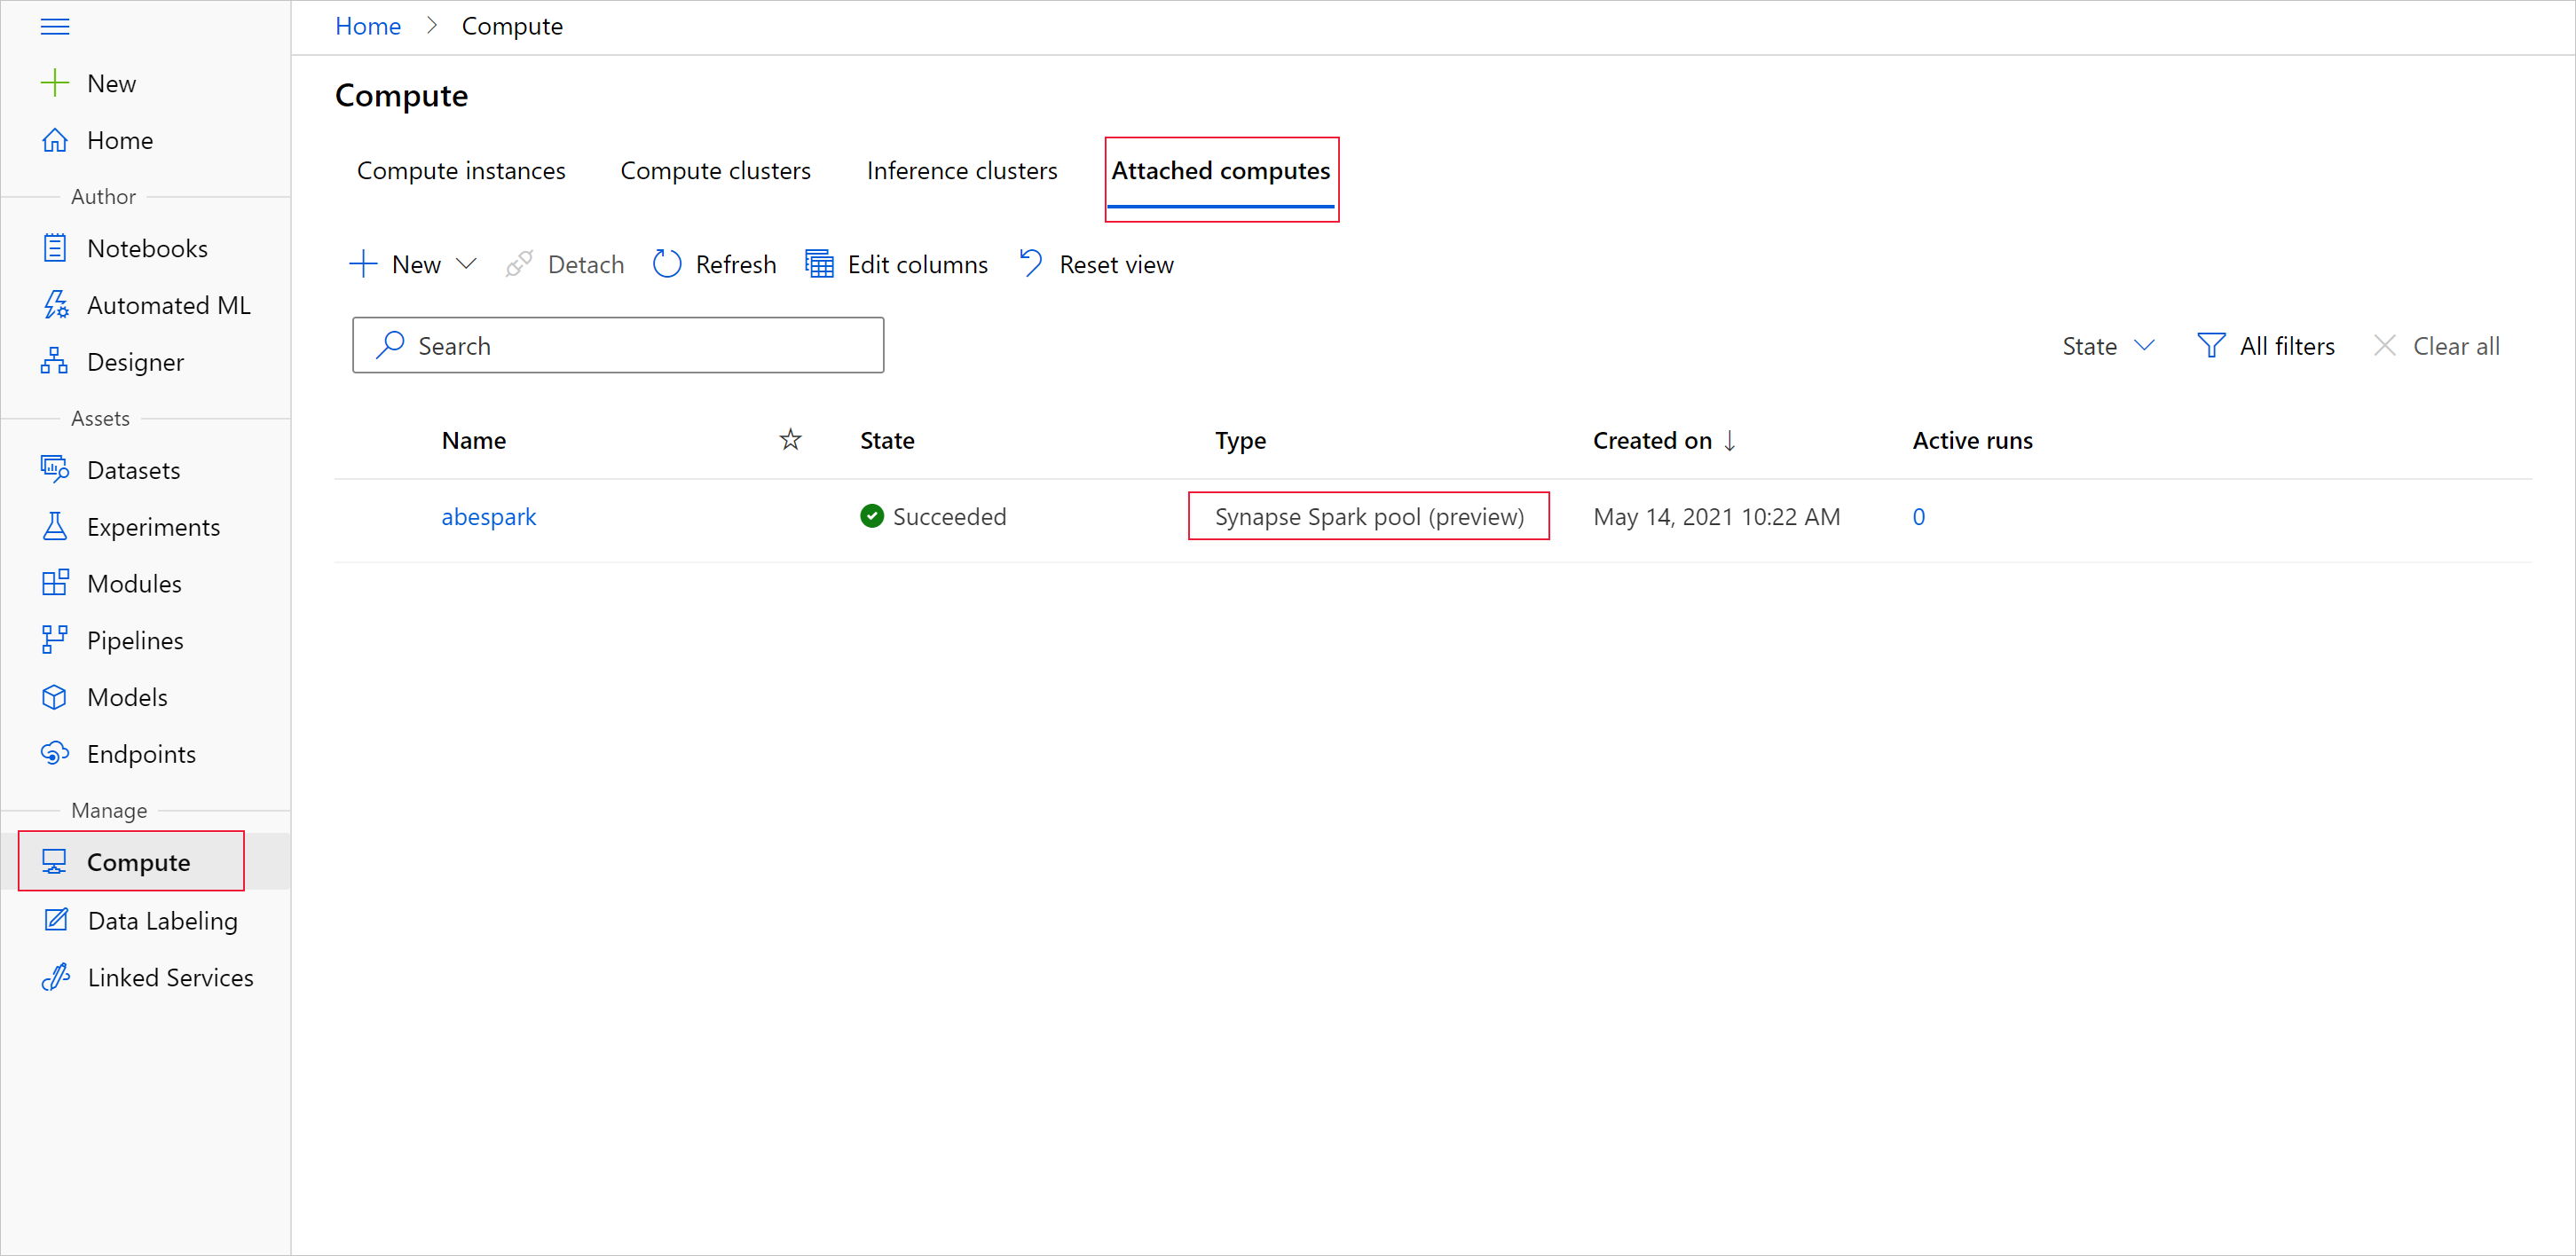 Home > Compute
New
Home
Author
Notebooks
Automated ML
Designer
Assets
Datasets
Experiments
Modules
Pipelines
Models
Endpoints
Manage
Compute
Data Labeling
Linked Services
Compute
Compute instances Compute clusters Inference clusters Attached computes
New Detach Refresh Edit columns Reset view
Search State All filters Clear all
Name State Type Created on ↓ Active runs
abespark Succeeded Synapse Spark pool (preview) May 14, 2021 10:22 AM 0